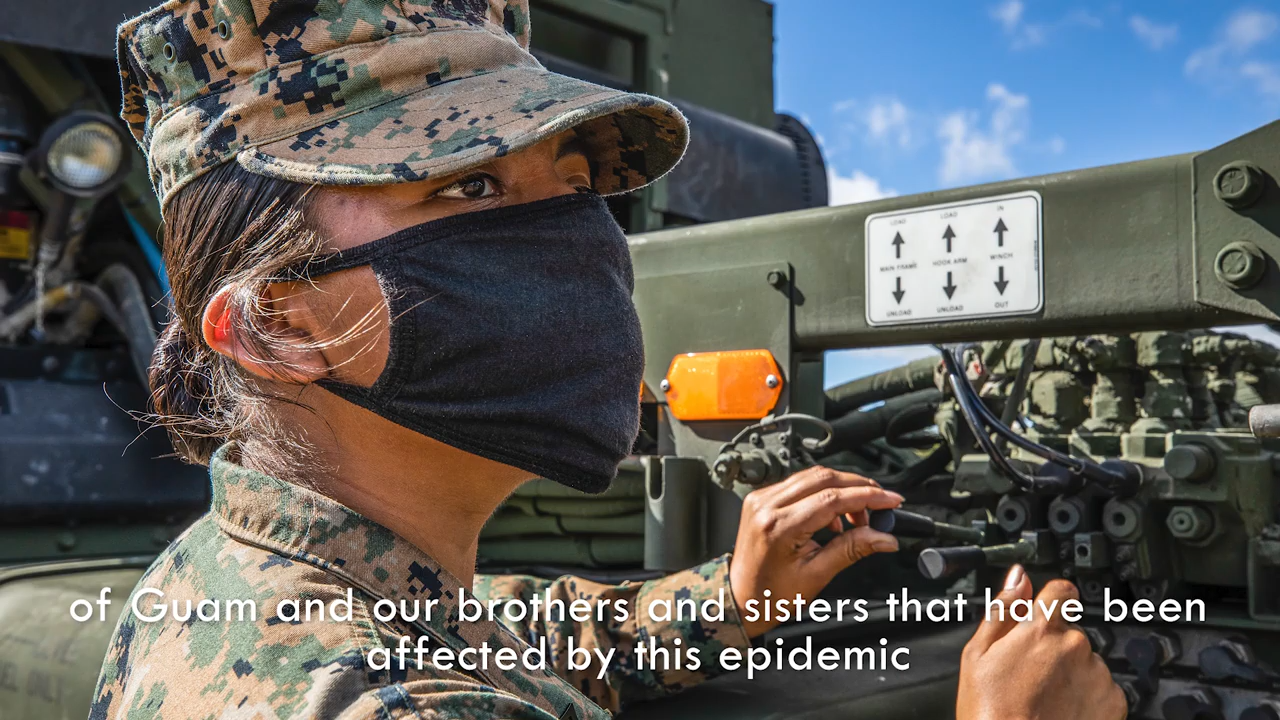 LOAD LOAD IN
MAIN FRAME HOOK ARM WINCH
UNLOAD UNLOAD OUT
of Guam and our brothers and sisters that have been
affected by this epidemic